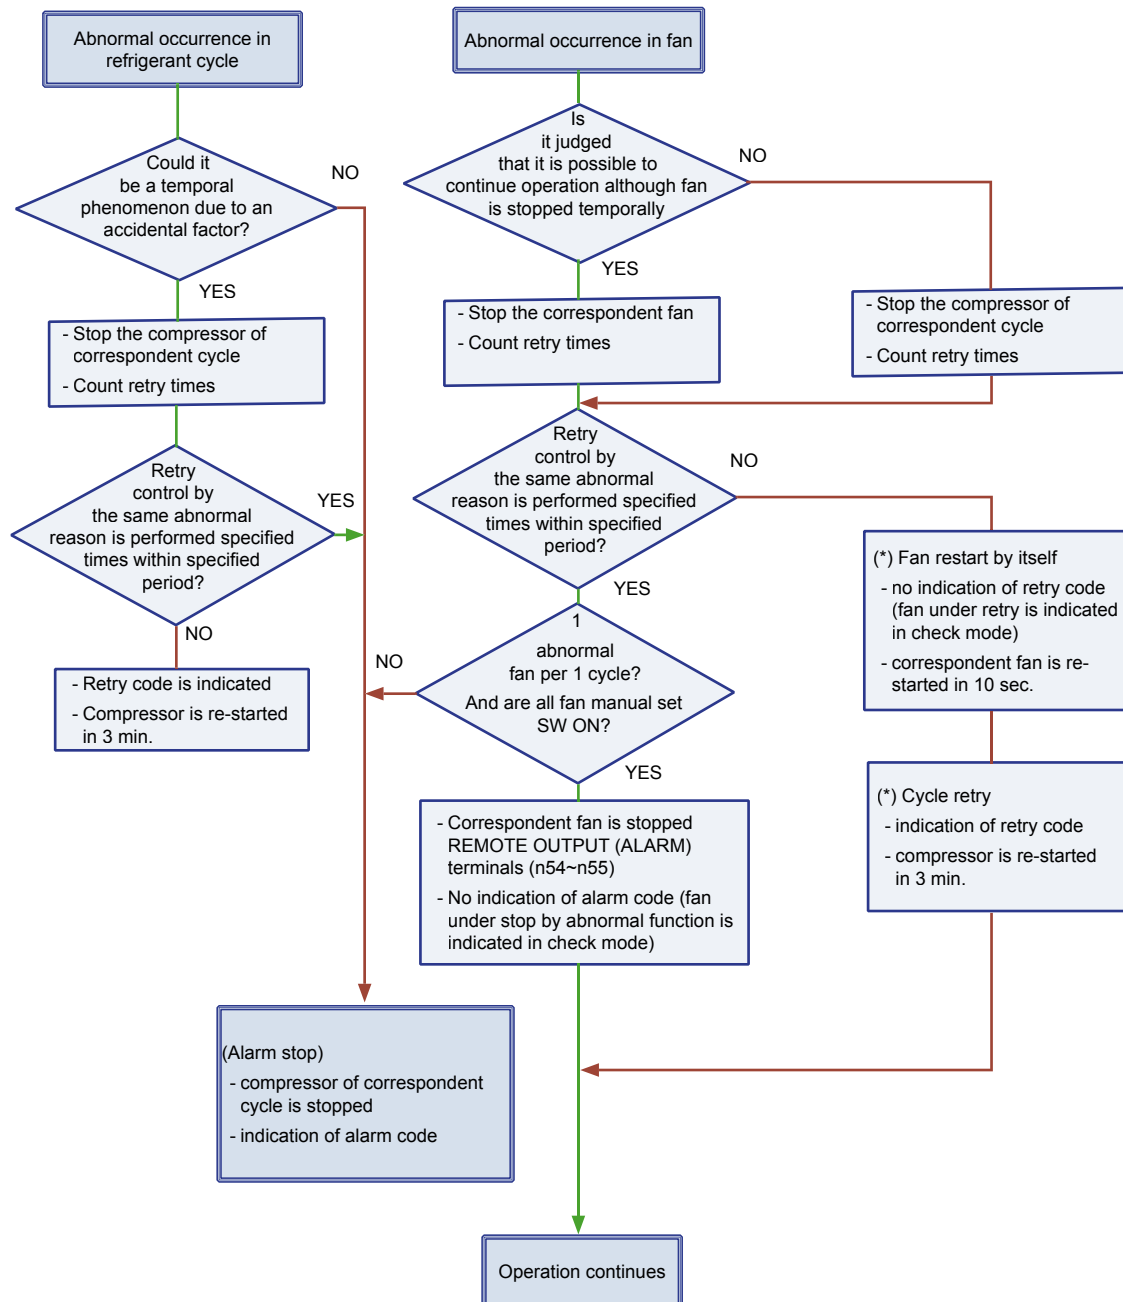 Abnormal occurrence in
refrigerant cycle
Could it
be a temporal
phenomenon due to an
accidental factor?
NO
YES
- Stop the compressor of
correspondent cycle
- Count retry times
Retry
control by
the same abnormal
reason is performed specified
times within specified
period?
YES
NO
- Retry code is indicated
- Compressor is re-started
in 3 min.
Abnormal occurrence in fan
Is
it judged
that it is possible to
continue operation although fan
is stopped temporally
NO
YES
- Stop the correspondent fan
- Count retry times
- Stop the compressor of
correspondent cycle
- Count retry times
Retry
control by
the same abnormal
reason is performed specified
times within specified
period?
NO
YES
(*) Fan restart by itself
- no indication of retry code
(fan under retry is indicated
in check mode)
- correspondent fan is re-
started in 10 sec.
1
abnormal
fan per 1 cycle?
And are all fan manual set
SW ON?
NO
YES
(*) Cycle retry
- indication of retry code
- compressor is re-started
in 3 min.
- Correspondent fan is stopped
REMOTE OUTPUT (ALARM)
terminals (n54~n55)
- No indication of alarm code (fan
under stop by abnormal function is
indicated in check mode)
(Alarm stop)
- compressor of correspondent
cycle is stopped
- indication of alarm code
Operation continues